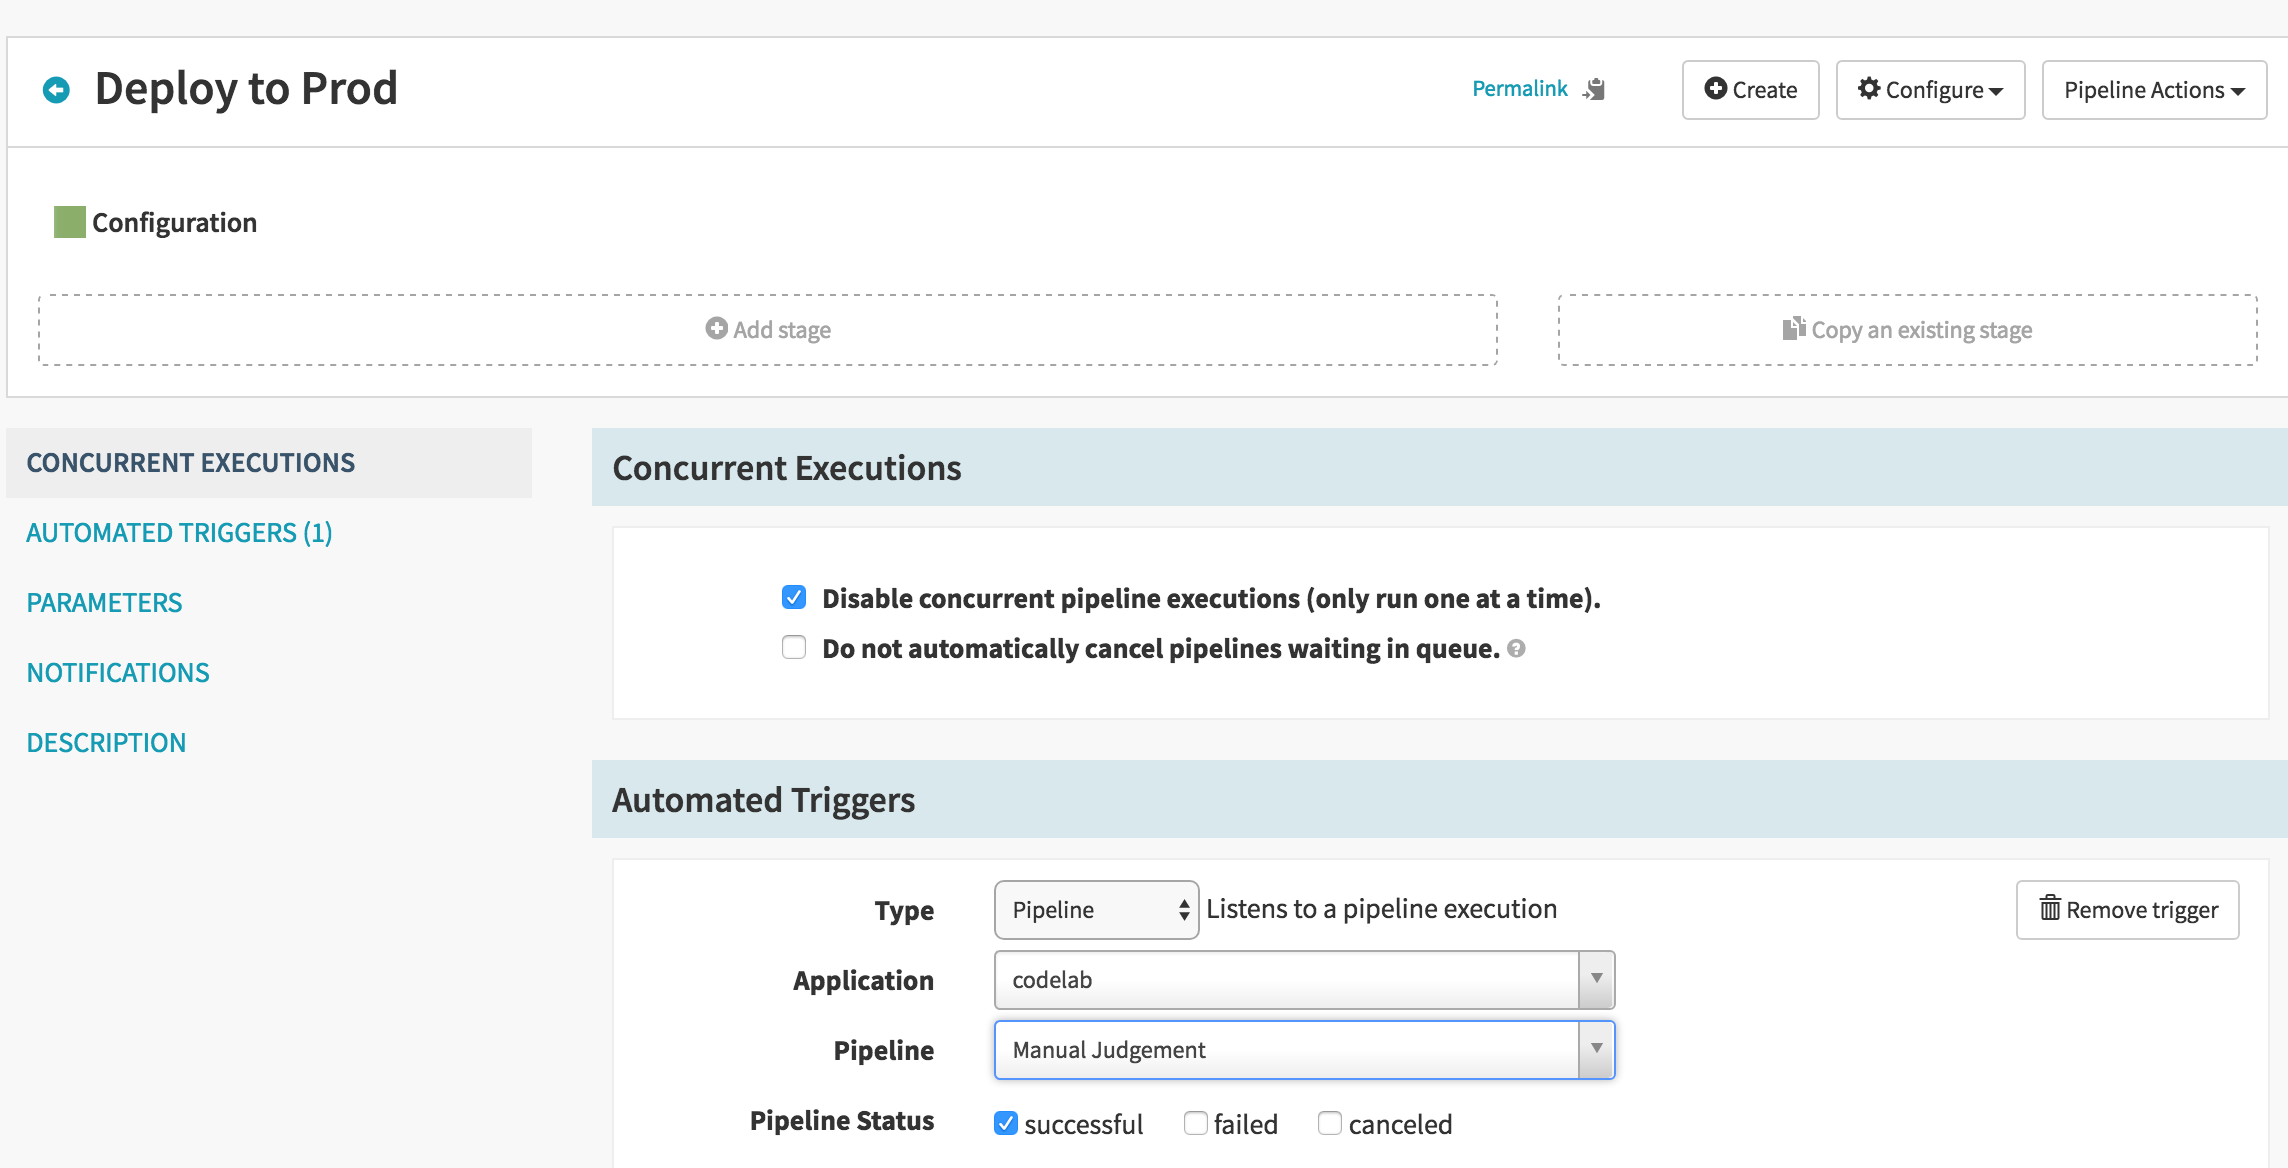 Deploy to Prod
Permalink
Create
Configure
Pipeline Actions
Configuration
Add stage
Copy an existing stage
CONCURRENT EXECUTIONS
AUTOMATED TRIGGERS (1)
PARAMETERS
NOTIFICATIONS
DESCRIPTION
Concurrent Executions
Disable concurrent pipeline executions (only run one at a time).
Do not automatically cancel pipelines waiting in queue. ?
Automated Triggers
Type Pipeline Listens to a pipeline execution
Remove trigger
Application codelab
Pipeline Manual Judgement
Pipeline Status successful failed canceled